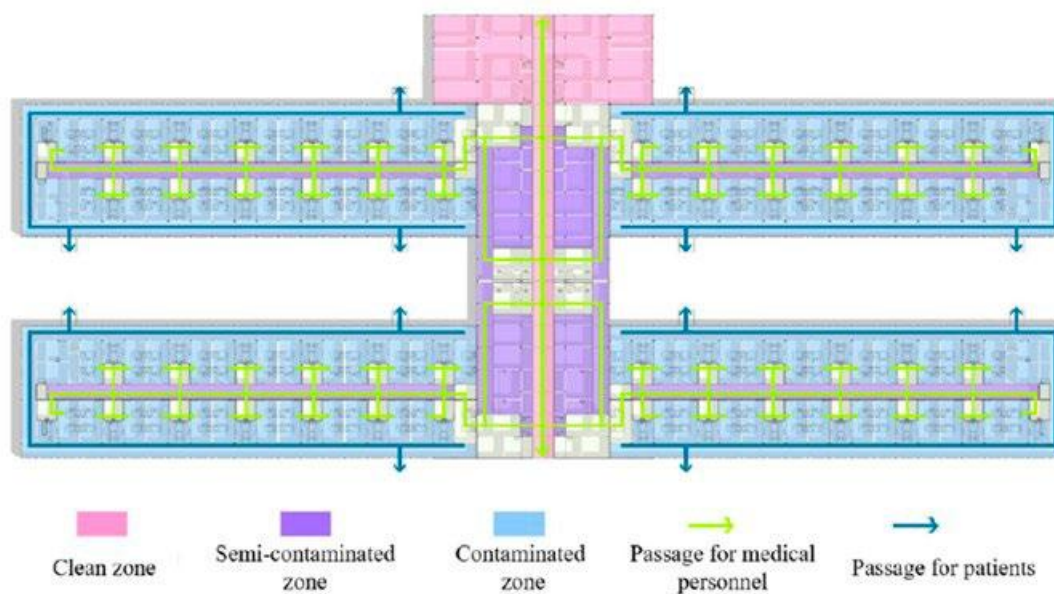 Clean zone
Semi-contaminated
zone
Contaminated
zone
Passage for medical
personnel
Passage for patients